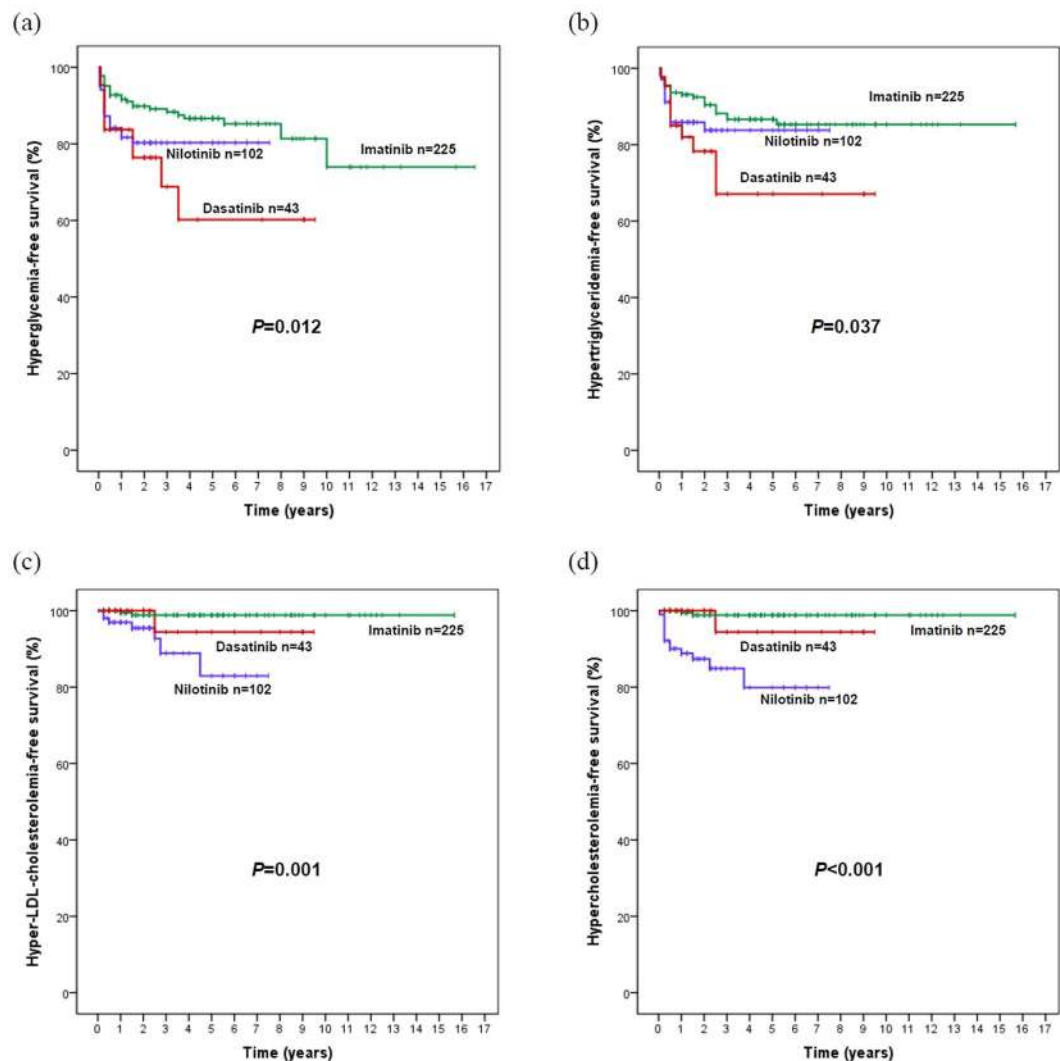 (a)
Hyperglycemia-free survival (%)
100
80
60
40
20
0
Imatinib n=225
Nilotinib n=102
Dasatinib n=43
P=0.012
0 1 2 3 4 5 6 7 8 9 10 11 12 13 14 15 16 17
Time (years)
(b)
Hypertriglyceridemia-free survival (%)
100
80
60
40
20
0
Imatinib n=225
Nilotinib n=102
Dasatinib n=43
P=0.037
0 1 2 3 4 5 6 7 8 9 10 11 12 13 14 15 16 17
Time (years)
(c)
Hyper-LDL-cholesterolemia-free survival (%)
100
80
60
40
20
0
Imatinib n=225
Dasatinib n=43
Nilotinib n=102
P=0.001
0 1 2 3 4 5 6 7 8 9 10 11 12 13 14 15 16 17
Time (years)
(d)
Hypercholesterolemia-free survival (%)
100
80
60
40
20
0
Imatinib n=225
Dasatinib n=43
Nilotinib n=102
P<0.001
0 1 2 3 4 5 6 7 8 9 10 11 12 13 14 15 16 17
Time (years)